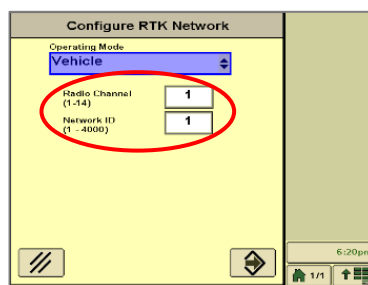 Configure RTK Network
Operating Mode
Vehicle
Radio Channel
(1-14)
1
Network ID
(1 - 4000)
1
6:20pm
1/1